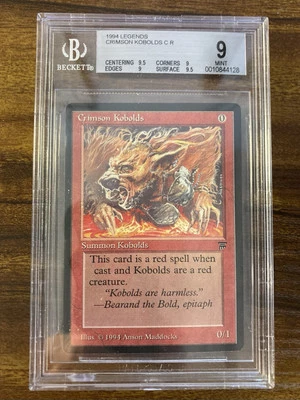 B
BECKETT
1994 LEGENDS
CRIMSON KOBOLDS C R
CENTERING 9.5 CORNERS 9
EDGES 9 SURFACE 9.5
9
MINT
0010844128
Crimson Kobolds 0
Summon Kobolds
This card is a red spell when
cast and Kobolds are a red
creature.
"Kobolds are harmless."
—Bearand the Bold, epitaph
Illus. © 1994 Anson Maddocks 0/1